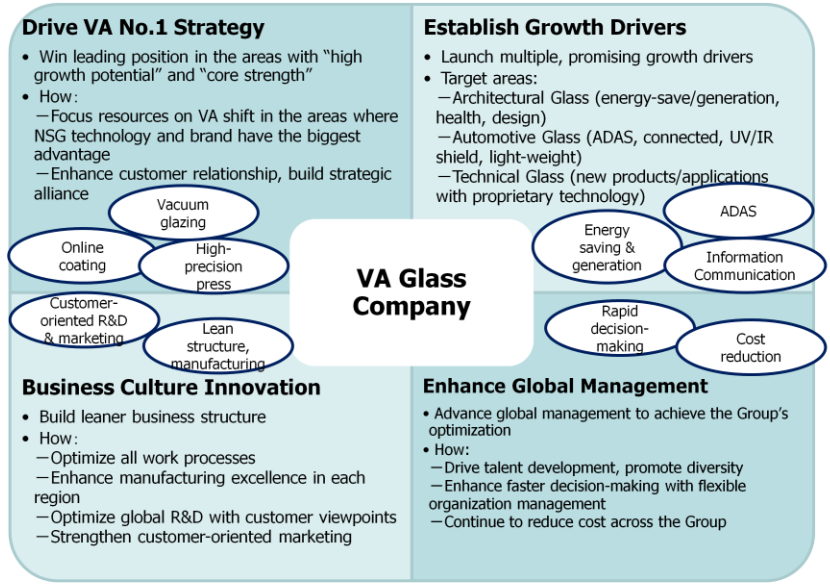 Drive VA No.1 Strategy
• Win leading position in the areas with “high
growth potential” and “core strength”
• How:
－Focus resources on VA shift in the areas where
NSG technology and brand have the biggest
advantage
－Enhance customer relationship, build strategic
alliance
Vacuum
glazing
Online
coating
High-
precision
press
Establish Growth Drivers
• Launch multiple, promising growth drivers
• Target areas:
－Architectural Glass (energy-save/generation,
health, design)
－Automotive Glass (ADAS, connected, UV/IR
shield, light-weight)
－Technical Glass (new products/applications
with proprietary technology)
ADAS
Energy
saving &
generation
Information
Communication
VA Glass
Company
Customer-
oriented R&D
& marketing
Lean
structure,
manufacturing
Business Culture Innovation
• Build leaner business structure
• How:
－Optimize all work processes
－Enhance manufacturing excellence in each
region
－Optimize global R&D with customer viewpoints
－Strengthen customer-oriented marketing
Rapid
decision-
making
Cost
reduction
Enhance Global Management
• Advance global management to achieve the Group’s
optimization
• How:
－Drive talent development, promote diversity
－Enhance faster decision-making with flexible
organization management
－Continue to reduce cost across the Group